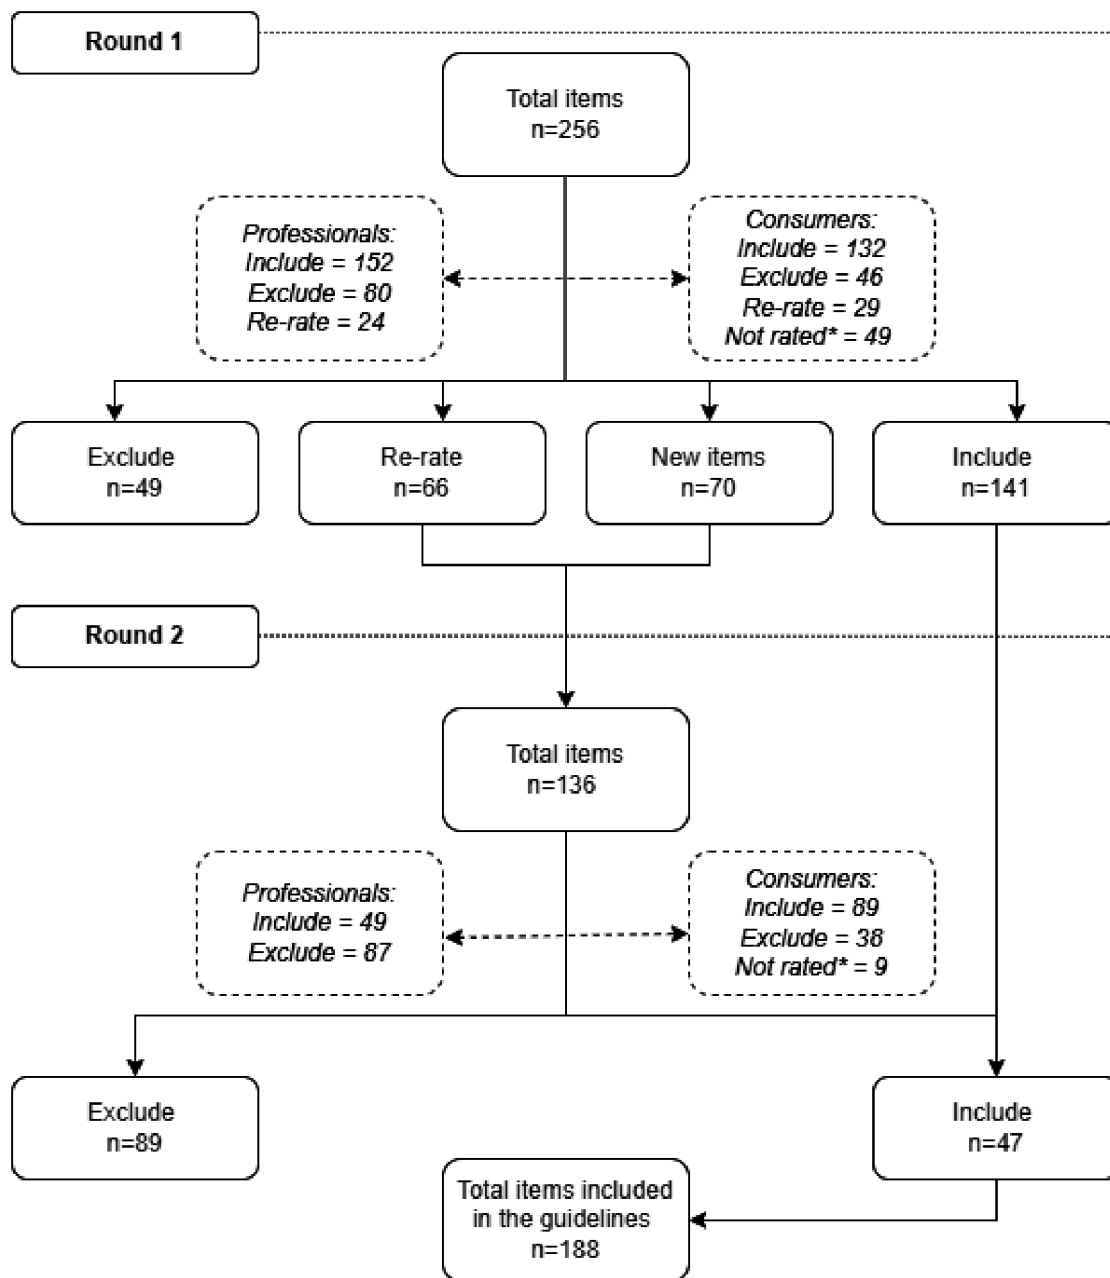 Round 1
Total items
n=256
Professionals:
Include = 152
Exclude = 80
Re-rate = 24
Consumers:
Include = 132
Exclude = 46
Re-rate = 29
Not rated* = 49
Exclude
n=49
Re-rate
n=66
New items
n=70
Include
n=141
Round 2
Total items
n=136
Professionals:
Include = 49
Exclude = 87
Consumers:
Include = 89
Exclude = 38
Not rated* = 9
Exclude
n=89
Include
n=47
Total items included
in the guidelines
n=188